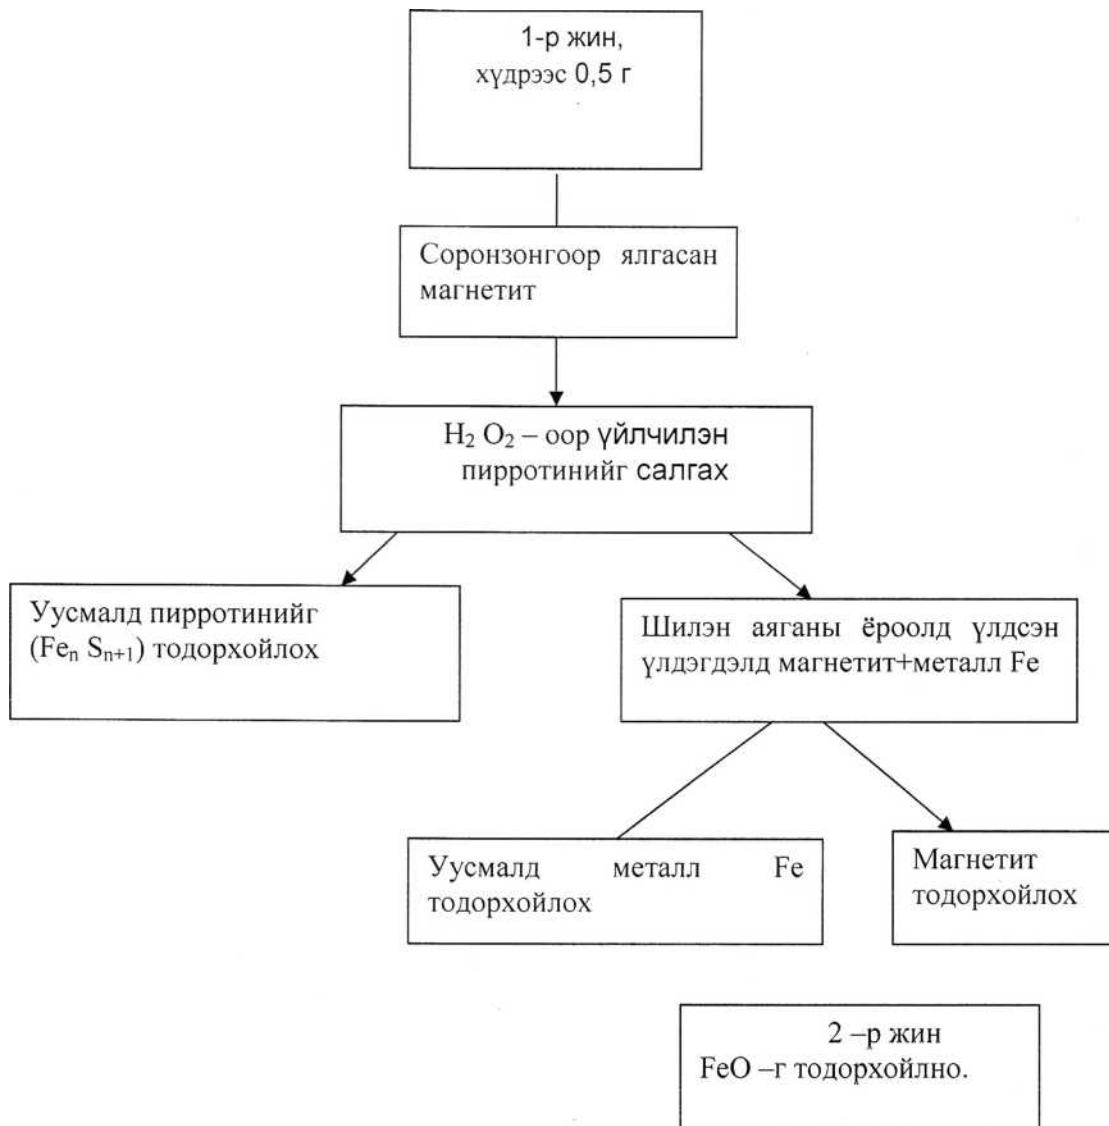 1-р жин,
хүдрээс 0,5 г
Соронзонгоор ялгасан
магнетит
H₂ O₂ – оор үйлчилэн
пирротинийг салгах
Уусмалд пирротинийг
(Feₙ Sₙ₊₁) тодорхойлох
Шилэн аяганы ёроолд үлдсэн
үлдэгдэлд магнетит+металл Fe
Уусмалд металл Fe
тодорхойлох
Магнетит
тодорхойлох
2 –р жин
FeO –г тодорхойлно.